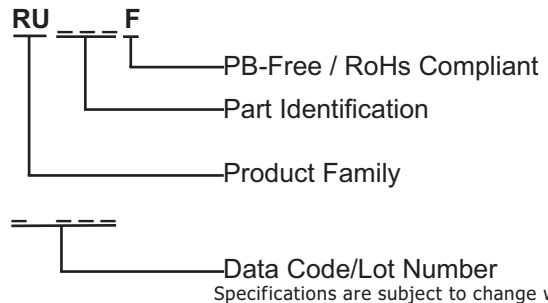 RU _ _ _ F
PB-Free / RoHs Compliant
Part Identification
Product Family
_ _ _ _
Data Code/Lot Number
Specifications are subject to change